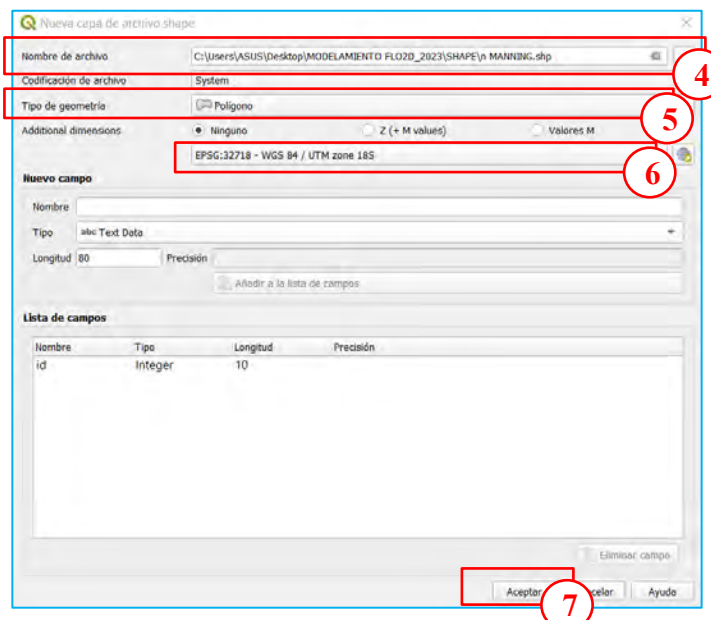 Nueva capa de archivo shape
Nombre de archivo C:\Users\ASUS\Desktop\MODELAMIENTO FLO2D_2023\SHAPE\n MANNING.shp
4
Codificación de archivo System
Tipo de geometría Polígono
5
Additional dimensions Ninguno Z (+ M values) Valores M
EPSG:32718 - WGS 84 / UTM zone 18S
6
Nuevo campo
Nombre
Tipo abc Text Data
Longitud 80 Precisión
Añadir a la lista de campos
Lista de campos
Nombre Tipo Longitud Precisión
id Integer 10
Eliminar campo
Aceptar celar Ayuda
7